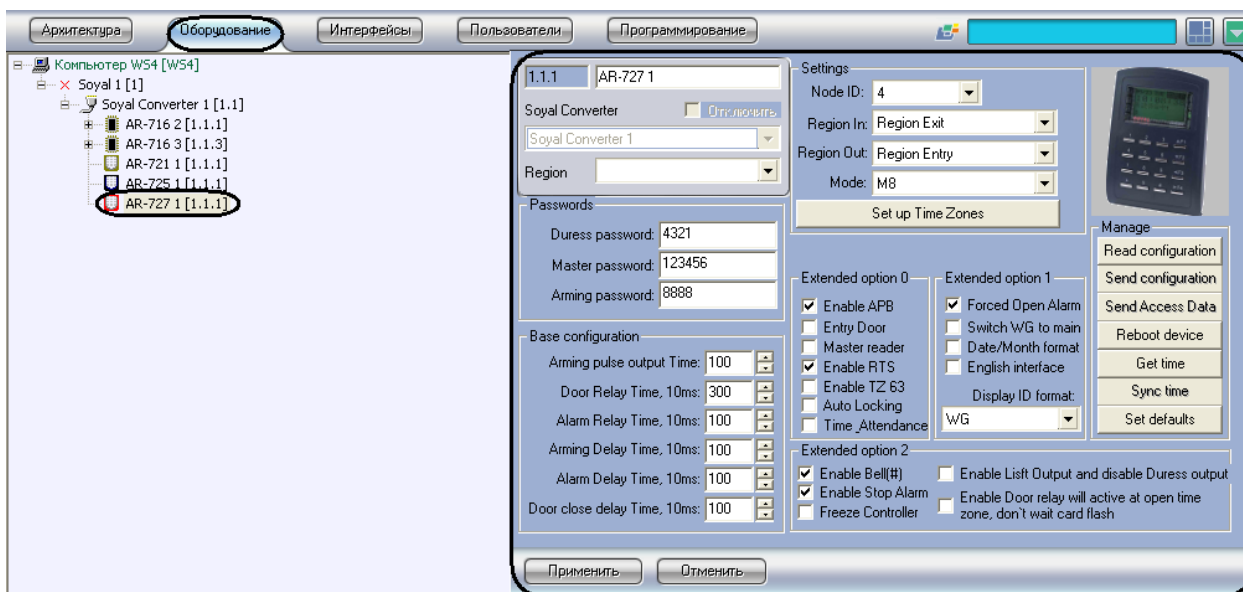 Архитектура
Оборудование
Интерфейсы
Пользователи
Программирование
Компьютер WS4 [WS4]
Soyal 1 [1]
Soyal Converter 1 [1.1]
AR-716 2 [1.1.1]
AR-716 3 [1.1.3]
AR-721 1 [1.1.1]
AR-725 1 [1.1.1]
AR-727 1 [1.1.1]
1.1.1
AR-727 1
Soyal Converter
Отключить
Soyal Converter 1
Region
Passwords
Duress password: 4321
Master password: 123456
Arming password: 8888
Base configuration
Arming pulse output Time: 100
Door Relay Time, 10ms: 300
Alarm Relay Time, 10ms: 100
Arming Delay Time, 10ms: 100
Alarm Delay Time, 10ms: 100
Door close delay Time, 10ms: 100
Settings
Node ID: 4
Region In: Region Exit
Region Out: Region Entry
Mode: M8
Set up Time Zones
Extended option 0
Enable APB
Entry Door
Master reader
Enable RTS
Enable TZ 63
Auto Locking
Time_Attendance
Extended option 1
Forced Open Alarm
Switch WG to main
Date/Month format
English interface
Display ID format:
WG
Extended option 2
Enable Bell(#)
Enable Stop Alarm
Freeze Controller
Enable Lisft Output and disable Duress output
Enable Door relay will
active at open time
zone, don`t wait card
flash
Manage
Read configuration
Send configuration
Send Access Data
Reboot device
Get time
Sync time
Set defaults
Применить
Отменить